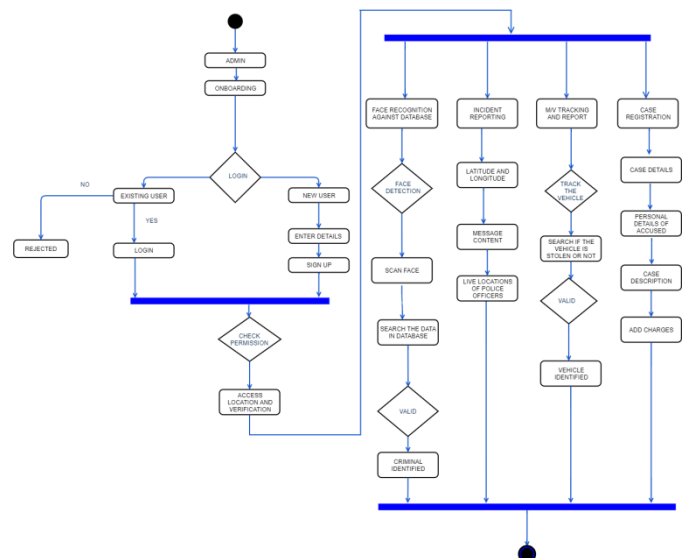 ADMIN
ONBOARDING
LOGIN
NO
EXISTING USER
YES
REJECTED
LOGIN
NEW USER
ENTER DETAILS
SIGN UP
CHECK
PERMISSION
ACCESS
LOCATION AND
VERIFICATION
FACE RECOGNITION
AGAINST DATABASE
FACE
DETECTION
SCAN FACE
SEARCH THE DATA
IN DATABASE
VALID
CRIMINAL
IDENTIFIED
INCIDENT
REPORTING
LATITUDE AND
LONGITUDE
MESSAGE
CONTENT
LIVE LOCATIONS
OF POLICE
OFFICERS
M/V TRACKING
AND REPORT
TRACK
THE
VEHICLE
SEARCH IF THE
VEHICLE IS
STOLEN OR NOT
VALID
VEHICLE
IDENTIFIED
CASE
REGISTRATION
CASE DETAILS
PERSONAL
DETAILS OF
ACCUSED
CASE
DESCRIPTION
ADD CHARGES